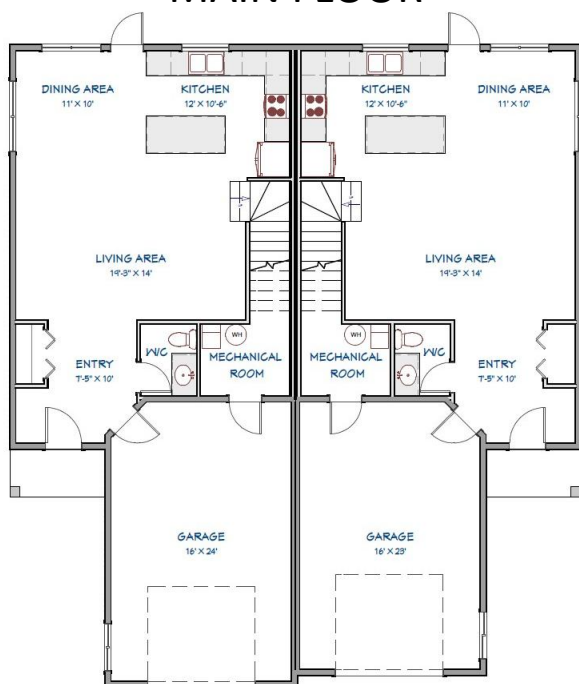 MAIN FLOOR
DINING AREA
11' X 10'
KITCHEN
12' X 10'-6"
KITCHEN
12' X 10'-6"
DINING AREA
11' X 10'
LIVING AREA
19'-3" X 14'
LIVING AREA
19'-3" X 14'
W/C
WH
MECHANICAL
ROOM
WH
MECHANICAL
ROOM
W/C
ENTRY
7'-5" X 10'
ENTRY
7'-5" X 10'
GARAGE
16' X 24'
GARAGE
16' X 23'